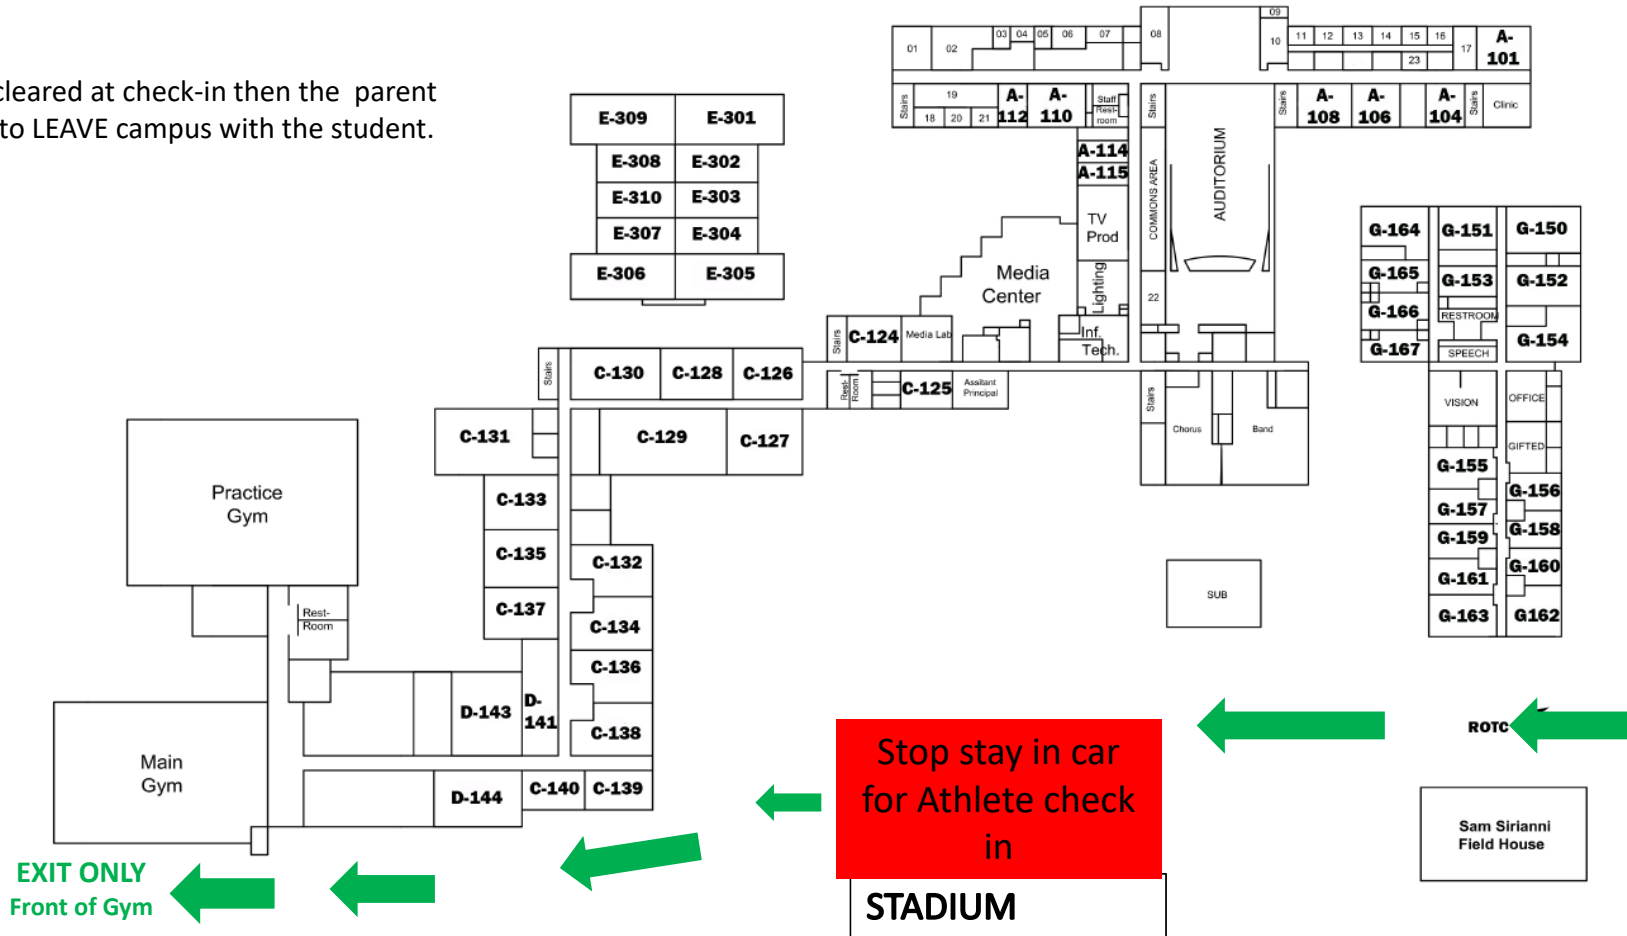 cleared at check-in then the parent
to LEAVE campus with the student.
01
02
03
04
05
06
07
08
09
10
11
12
13
14
15
16
17
23
A-
101
Stairs
19
18
20
21
A-
112
A-
110
Staff
Rest-
room
Stairs
Stairs
A-
108
A-
106
A-
104
Stairs
Clinic
A-114
A-115
TV
Prod
Lighting
COMMONS AREA
AUDITORIUM
22
Media
Center
Inf.
Tech.
E-309
E-301
E-308
E-302
E-310
E-303
E-307
E-304
E-306
E-305
G-164
G-151
G-150
G-165
G-153
G-152
G-166
RESTROOM
G-167
SPEECH
G-154
VISION
OFFICE
GIFTED
G-155
G-156
G-157
G-158
G-159
G-160
G-161
G-163
G162
Stairs
C-124
Media Lab
Stairs
C-130
C-128
C-126
Rest-
Room
C-125
Assitant
Principal
Stairs
Chorus
Band
C-131
C-129
C-127
C-133
C-135
C-132
C-137
C-134
C-136
C-138
Practice
Gym
Rest-
Room
D-143
D-
141
Main
Gym
D-144
C-140
C-139
SUB
ROTC
Stop stay in car
for Athlete check
in
STADIUM
Sam Sirianni
Field House
EXIT ONLY
Front of Gym